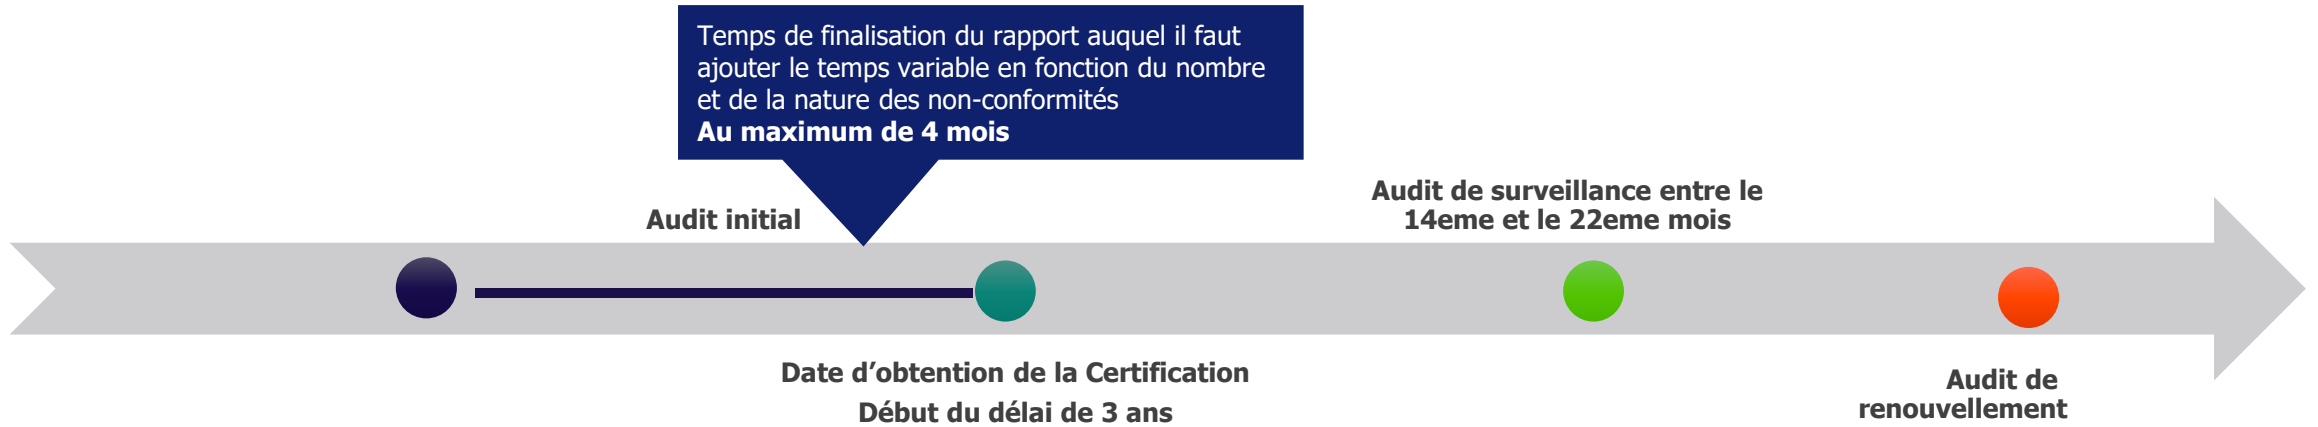 Temps de finalisation du rapport auquel il faut
ajouter le temps variable en fonction du nombre
et de la nature des non-conformités
Au maximum de 4 mois
Audit initial
Audit de surveillance entre le
14eme et le 22eme mois
Date d’obtention de la Certification
Début du délai de 3 ans
Audit de
renouvellement